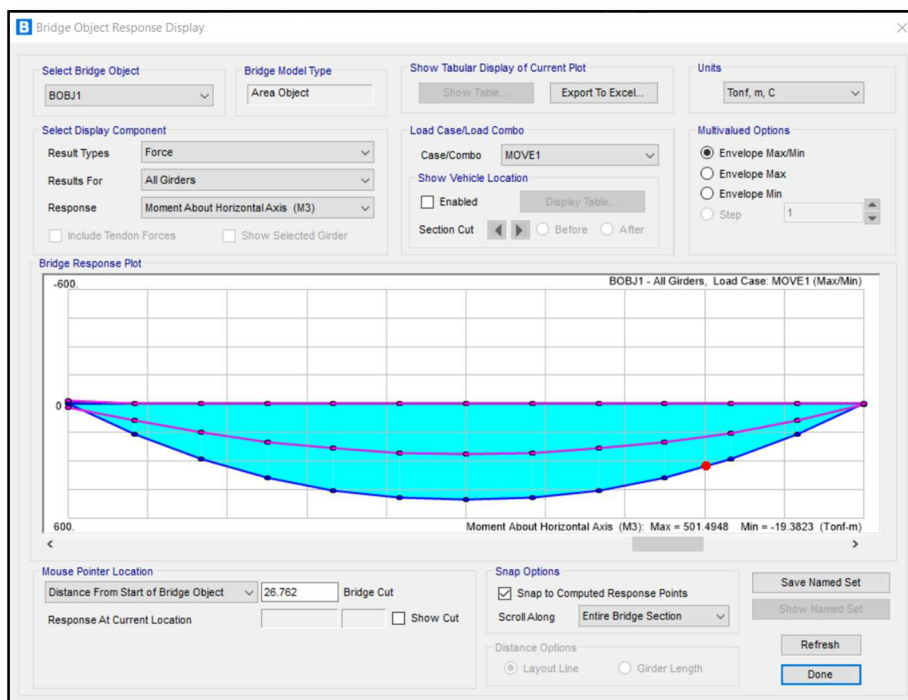 B Bridge Object Response Display
Select Bridge Object
BOBJ1
Bridge Model Type
Area Object
Show Tabular Display of Current Plot
Show Table...
Export To Excel...
Units
Tonf, m, C
Select Display Component
Result Types
Force
Results For
All Girders
Response
Moment About Horizontal Axis (M3)
Include Tendon Forces
Show Selected Girder
Load Case/Load Combo
Case/Combo
MOVE1
Show Vehicle Location
Enabled
Display Table...
Section Cut
Before
After
Multivalued Options
Envelope Max/Min
Envelope Max
Envelope Min
Step
1
Bridge Response Plot
-600.
BOBJ1 - All Girders, Load Case: MOVE1 (Max/Min)
0
600.
Moment About Horizontal Axis (M3): Max = 501.4948 Min = -19.3823 (Tonf-m)
Mouse Pointer Location
Distance From Start of Bridge Object
26.762
Bridge Cut
Response At Current Location
Show Cut
Snap Options
Snap to Computed Response Points
Scroll Along
Entire Bridge Section
Distance Options
Layout Line
Girder Length
Save Named Set
Show Named Set
Refresh
Done